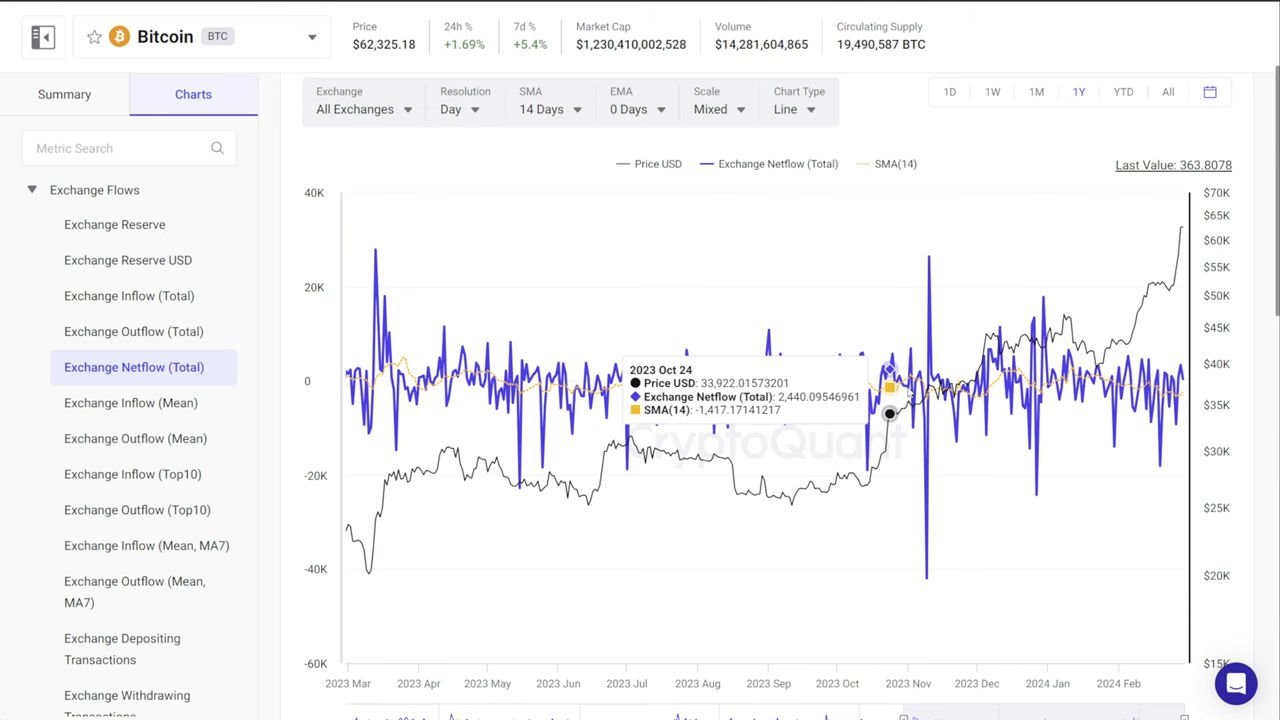 Bitcoin BTC
Price
$62,325.18
24h %
+1.69%
7d %
+5.4%
Market Cap
$1,230,410,002,528
Volume
$14,281,604,865
Circulating Supply
19,490,587 BTC
Summary
Charts
Metric Search
Exchange Flows
Exchange Reserve
Exchange Reserve USD
Exchange Inflow (Total)
Exchange Outflow (Total)
Exchange Netflow (Total)
Exchange Inflow (Mean)
Exchange Outflow (Mean)
Exchange Inflow (Top10)
Exchange Outflow (Top10)
Exchange Inflow (Mean, MA7)
Exchange Outflow (Mean,
MA7)
Exchange Depositing
Transactions
Exchange Withdrawing
Exchange
All Exchanges
Resolution
Day
SMA
14 Days
EMA
0 Days
Scale
Mixed
Chart Type
Line
1D 1W 1M 1Y YTD All
Price USD Exchange Netflow (Total) SMA(14)
Last Value: 363.8078
40K
20K
0
-20K
-40K
-60K
2023 Oct 24
Price USD: 33,922.01573201
Exchange Netflow (Total): 2,440.09546961
SMA(14): -1,417.17141217
CryptoQuant
$70K
$65K
$60K
$55K
$50K
$45K
$40K
$35K
$30K
$25K
$20K
$15K
2023 Mar 2023 Apr 2023 May 2023 Jun 2023 Jul 2023 Aug 2023 Sep 2023 Oct 2023 Nov 2023 Dec 2024 Jan 2024 Feb